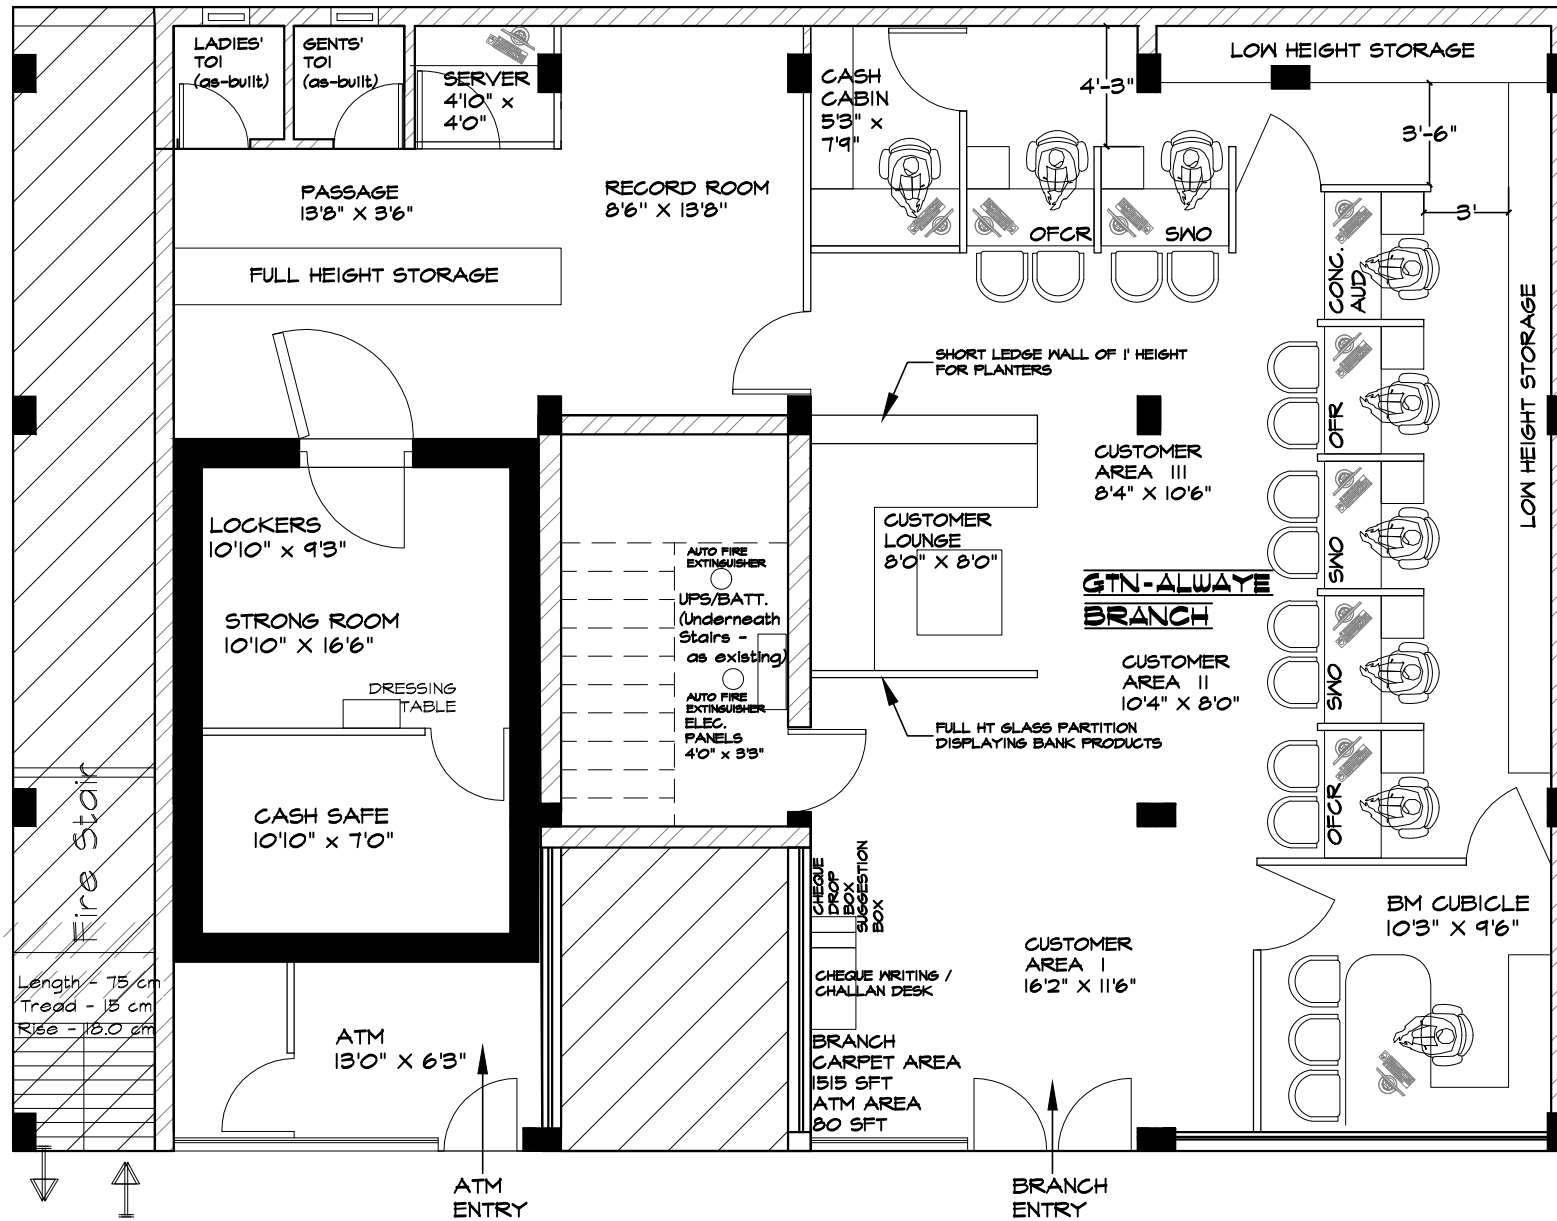 LADIES'
TOI
(as-built)
GENTS'
TOI
(as-built)
SERVER
4'10" x
4'0"
CASH
CABIN
5'3" x
7'9"
4'-3"
LOW HEIGHT STORAGE
3'-6"
3'
PASSAGE
13'8" X 3'6"
RECORD ROOM
8'6" X 13'8"
OFCR
SWO
FULL HEIGHT STORAGE
CONC.
AUD
LOW HEIGHT STORAGE
SHORT LEDGE WALL OF 1' HEIGHT
FOR PLANTERS
OFR
CUSTOMER
AREA III
8'4" X 10'6"
LOCKERS
10'10" x 9'3"
CUSTOMER
LOUNGE
8'0" X 8'0"
SWO
AUTO FIRE
EXTINGUISHER
UPS/BATT.
(Underneath
Stairs -
as existing)
GTN-ALWAYE
BRANCH
STRONG ROOM
10'10" X 16'6"
CUSTOMER
AREA II
10'4" X 8'0"
SWO
DRESSING
TABLE
AUTO FIRE
EXTINGUISHER
ELEC.
PANELS
4'0" x 3'3"
FULL HT GLASS PARTITION
DISPLAYING BANK PRODUCTS
OFCR
CASH SAFE
10'10" x 7'0"
Fire Stair
CHEQUE
DROP
BOX
SUGGESTION
BOX
BM CUBICLE
10'3" X 9'6"
CUSTOMER
AREA I
16'2" X 11'6"
Length - 75 cm
Tread - 15 cm
Rise - 18.0 cm
CHEQUE WRITING /
CHALLAN DESK
ATM
13'0" X 6'3"
BRANCH
CARPET AREA
1515 SFT
ATM AREA
80 SFT
ATM
ENTRY
BRANCH
ENTRY